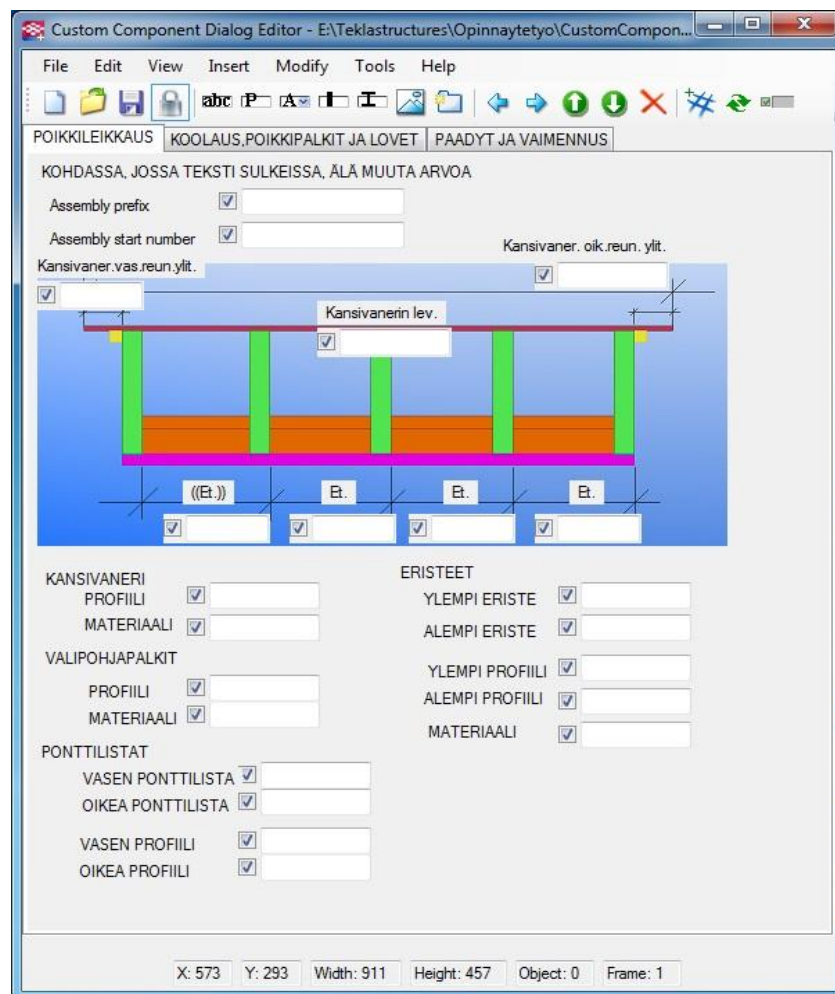 Custom Component Dialog Editor - E:\Teklastructures\Opinnaytetyo\CustomCompon...
File Edit View Insert Modify Tools Help
abc P A
POIKKILEIKKAUS KOOLAUS,POIKKIPALKIT JA LOVET PAADYT JA VAIMENNUS
KOHDASSA, JOSSA TEKSTI SULKEISSA, ÄLÄ MUUTA ARVOA
Assembly prefix
Assembly start number
Kansivaner. oik.reun. ylit.
Kansivaner.vas.reun.ylit.
Kansivanerin lev.
((Et.)) Et. Et. Et.
KANSIVANERI
PROFIILI
MATERIAALI
VALIPOHJAPALKIT
PROFIILI
MATERIAALI
PONTTILISTAT
VASEN PONTTILISTA
OIKEA PONTTILISTA
VASEN PROFIILI
OIKEA PROFIILI
ERISTEET
YLEMPI ERISTE
ALEMPI ERISTE
YLEMPI PROFIILI
ALEMPI PROFIILI
MATERIAALI
X: 573 Y: 293 Width: 911 Height: 457 Object: 0 Frame: 1